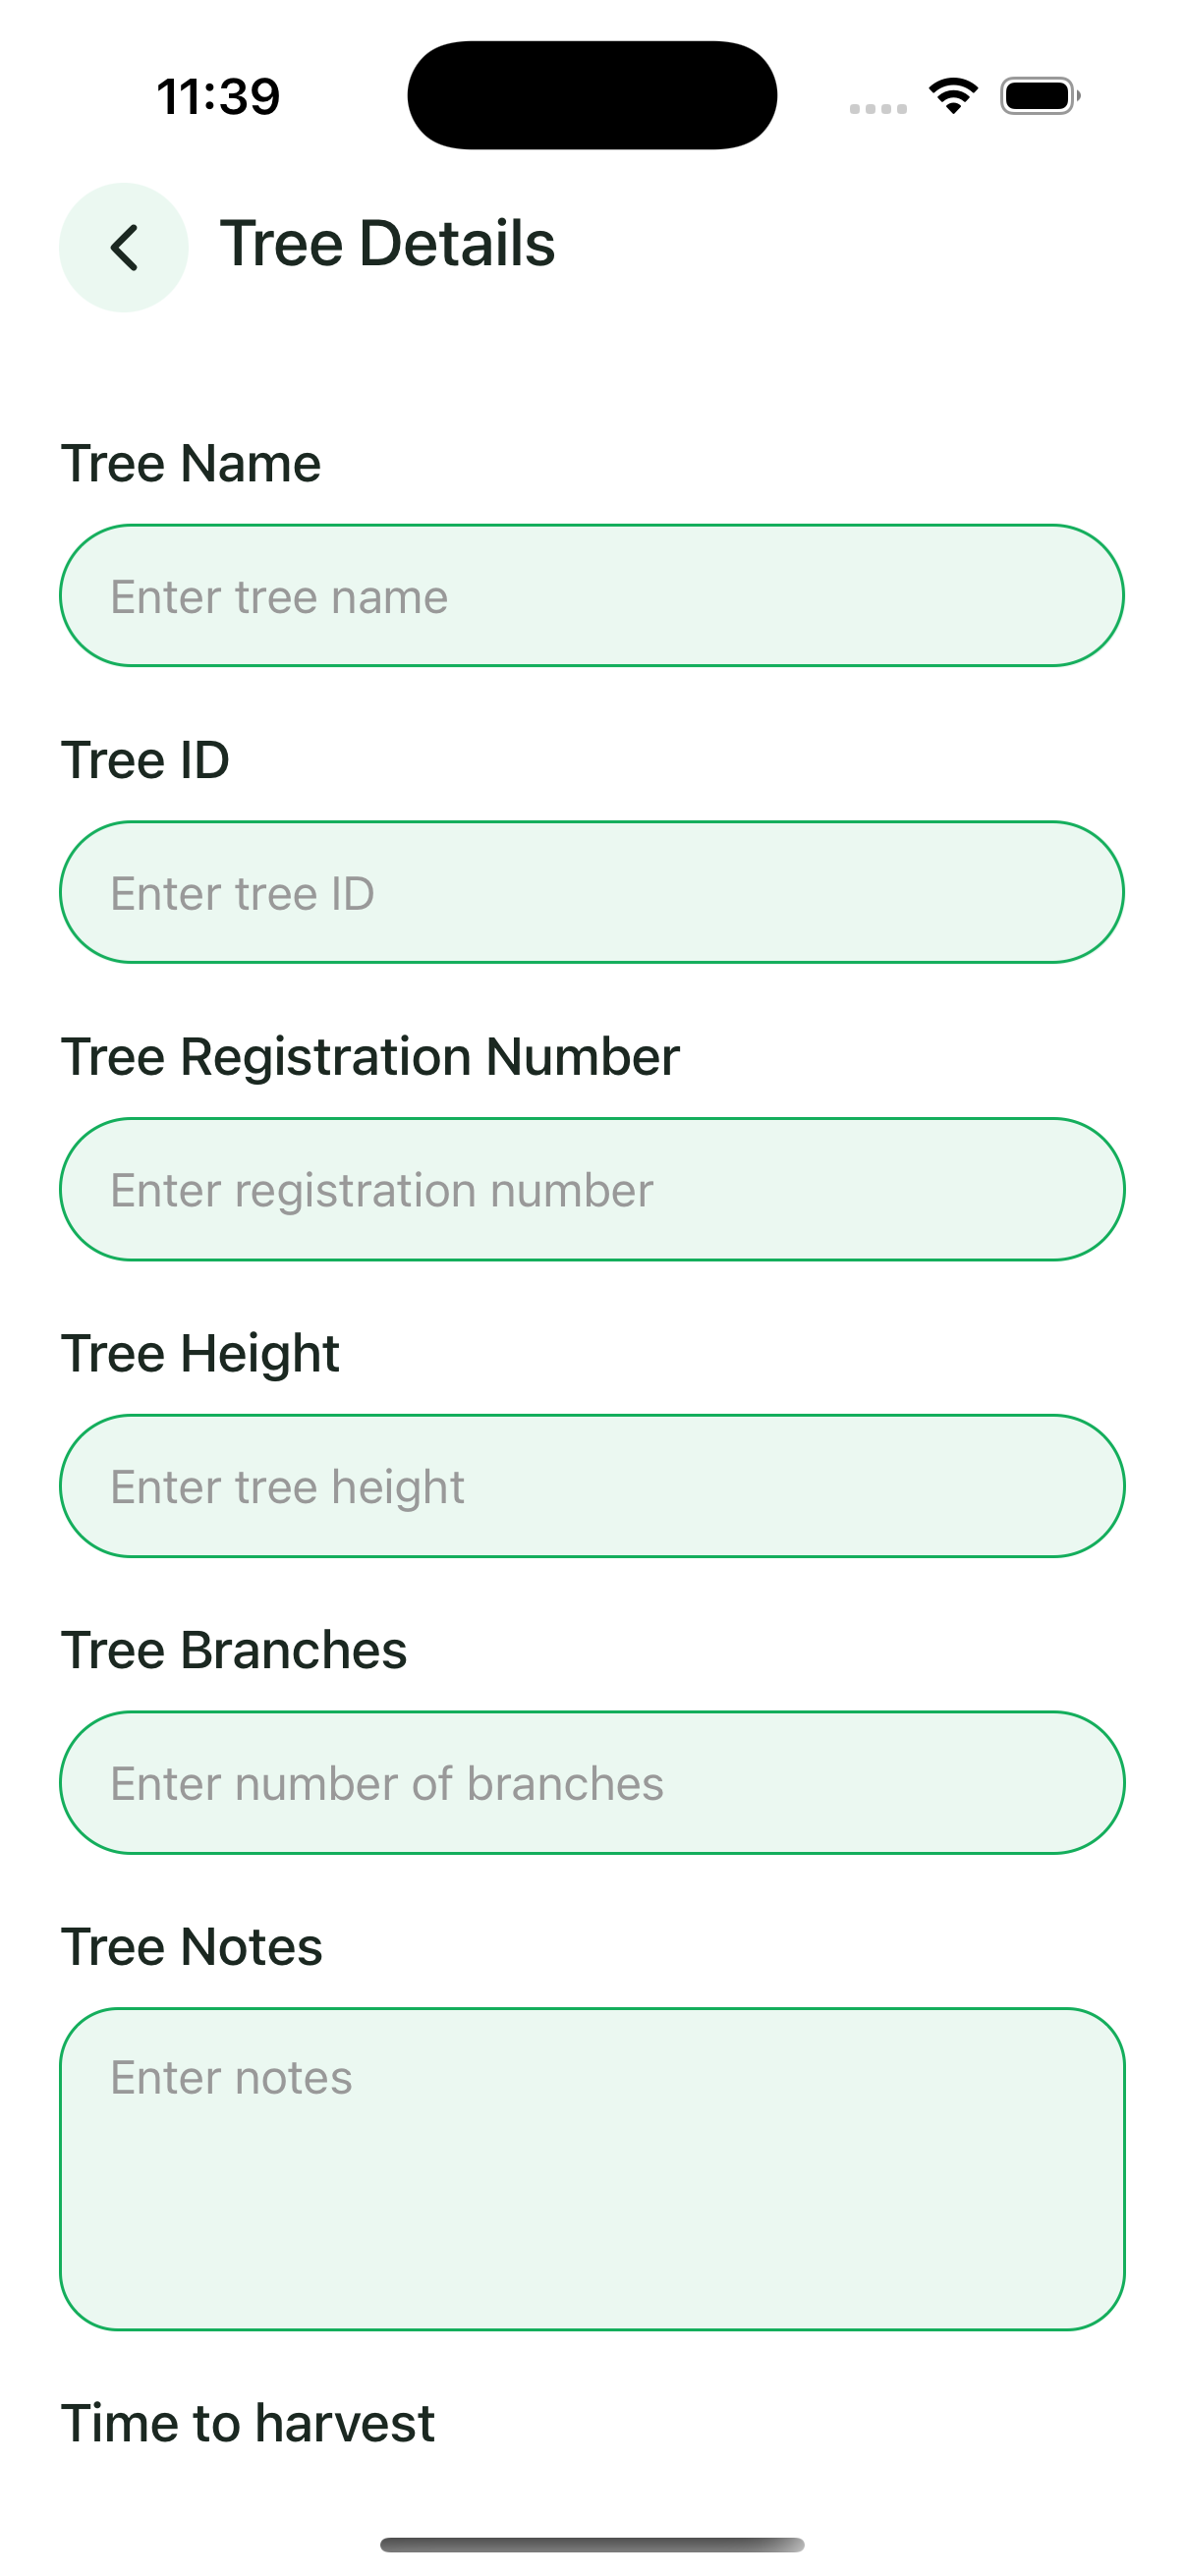 11:39
Tree Details
Tree Name
Enter tree name
Tree ID
Enter tree ID
Tree Registration Number
Enter registration number
Tree Height
Enter tree height
Tree Branches
Enter number of branches
Tree Notes
Enter notes
Time to harvest